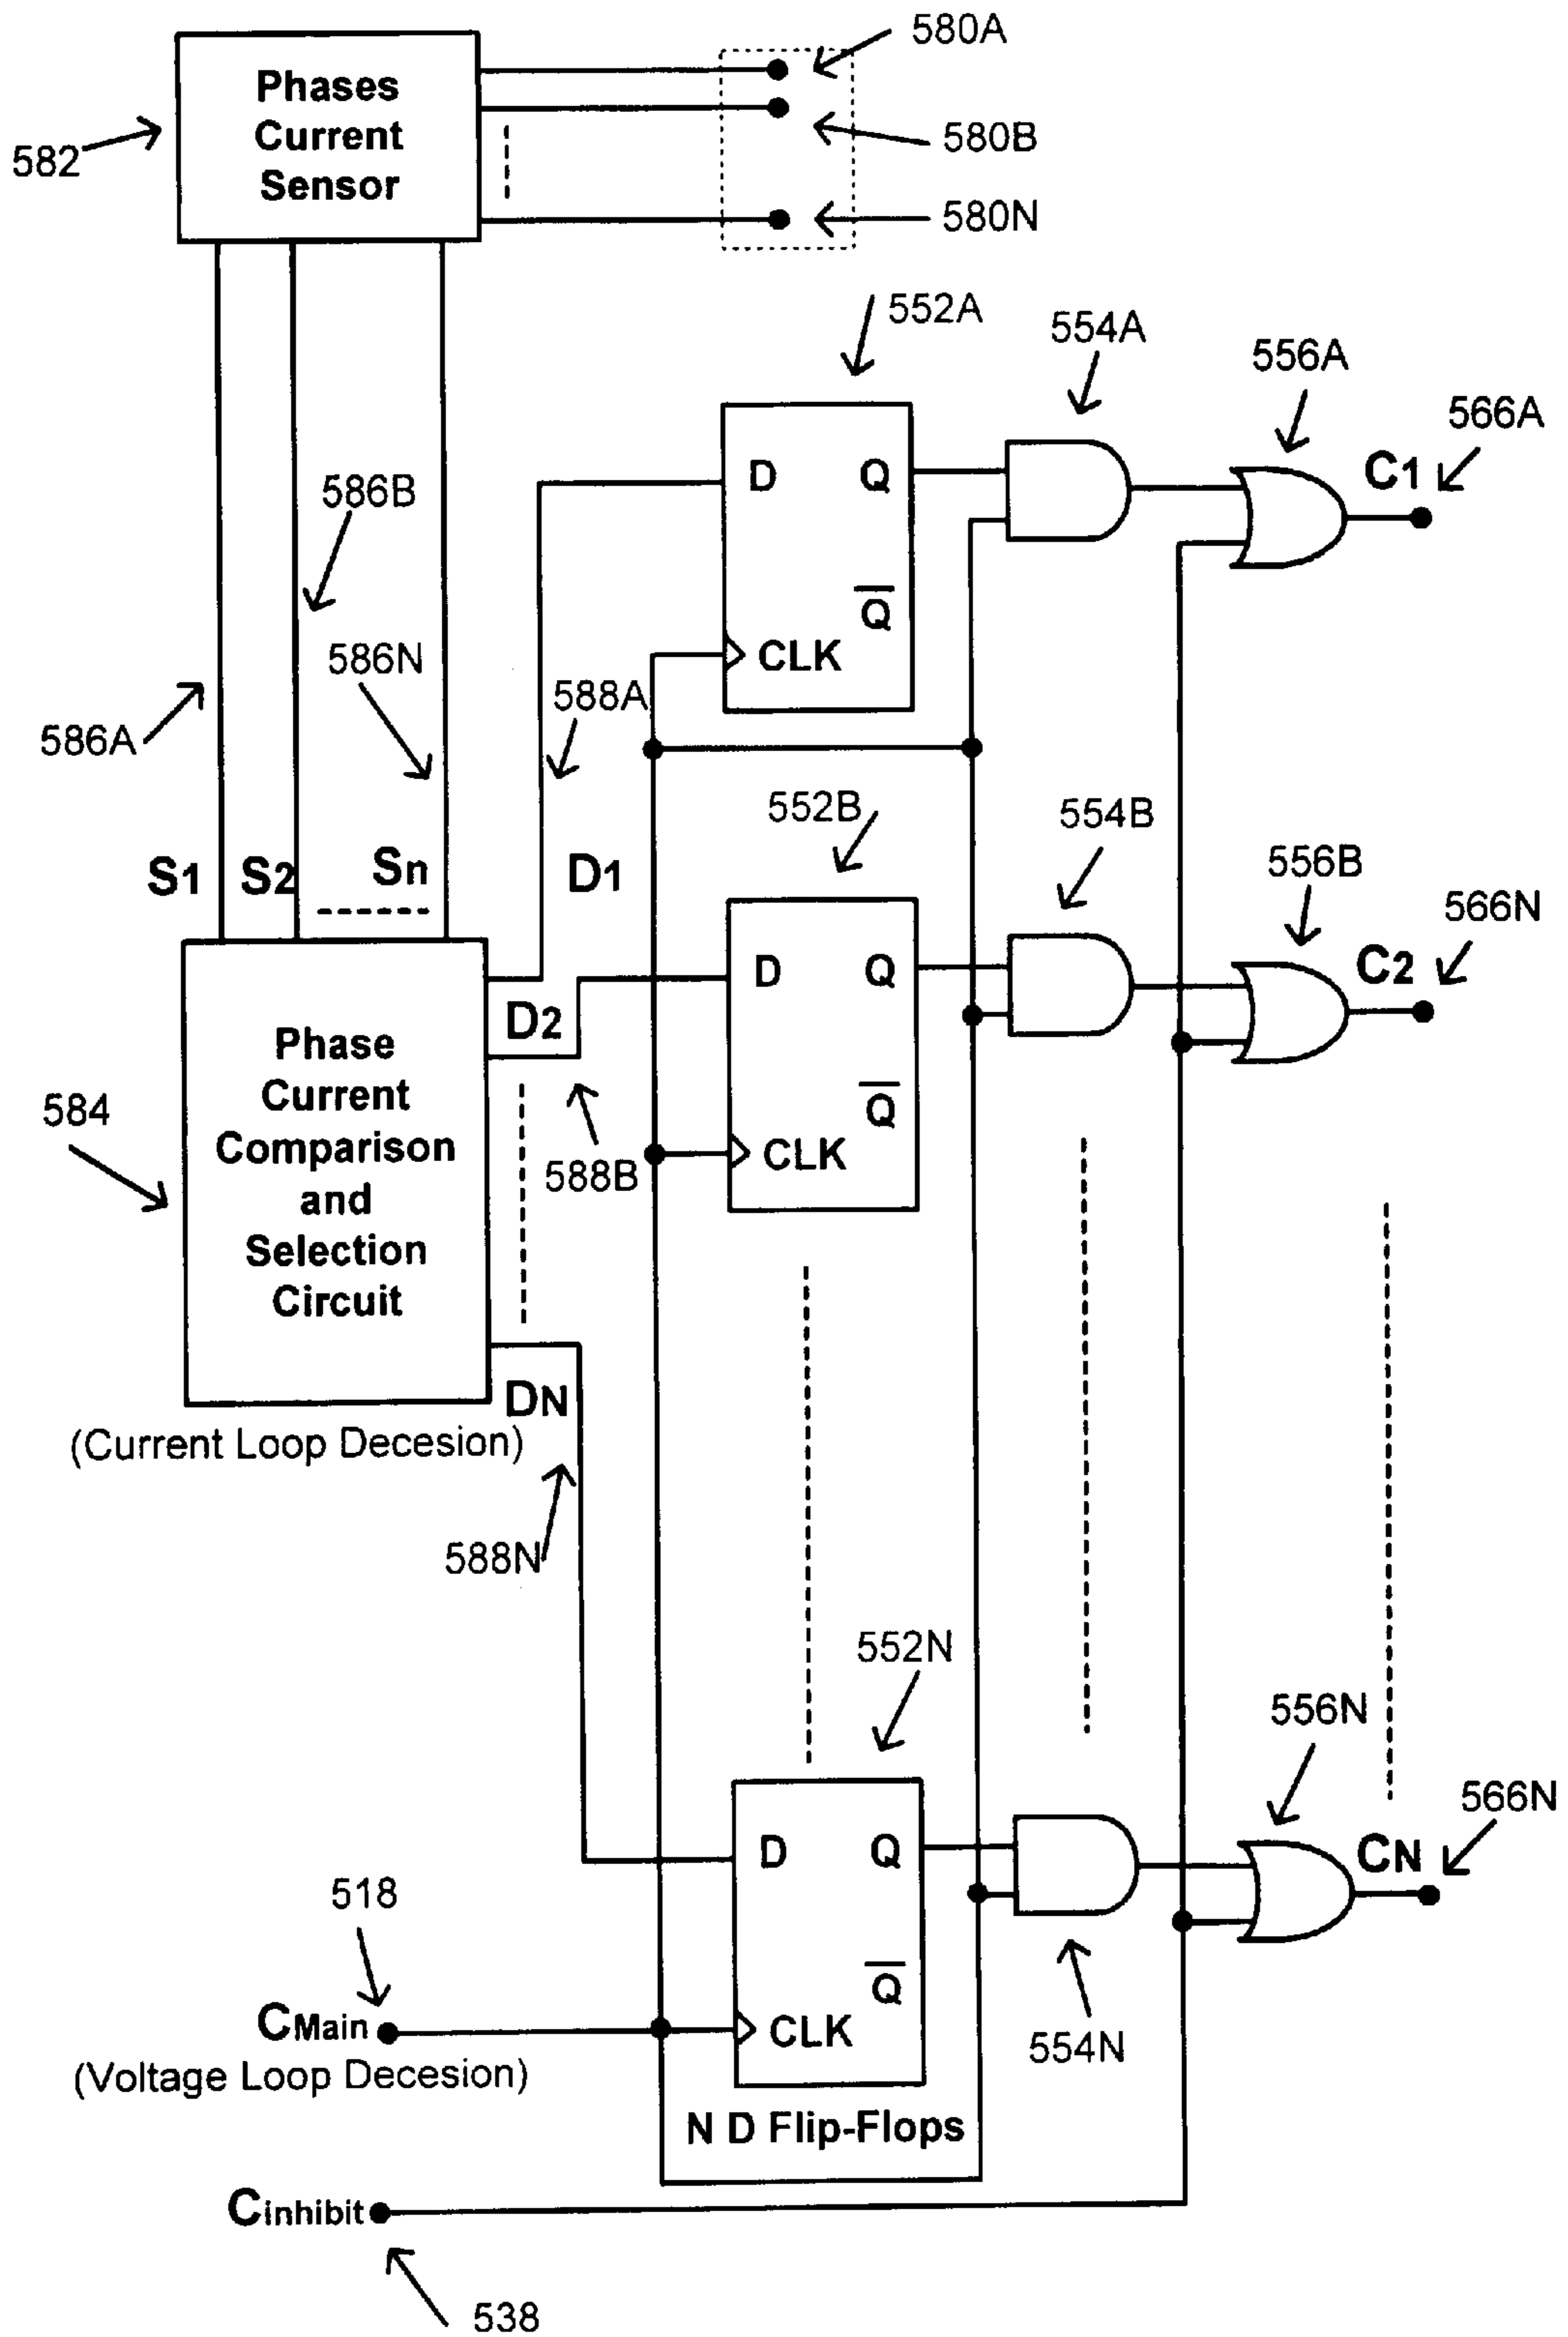 580A
Phases
Current
Sensor
582
580B
580N
552A
554A
556A
566A
C1
D Q
Q
CLK
586B
586N
588A
586A
552B
554B
556B
566N
S1 S2 Sn
D1
C2
D Q
Q
CLK
D2
Phase
Current
Comparison
and
Selection
Circuit
584
588B
DN
(Current Loop Decesion)
588N
552N
556N
566N
CN
D Q
Q
CLK
518
CMain
(Voltage Loop Decesion)
554N
N D Flip-Flops
Cinhibit
538